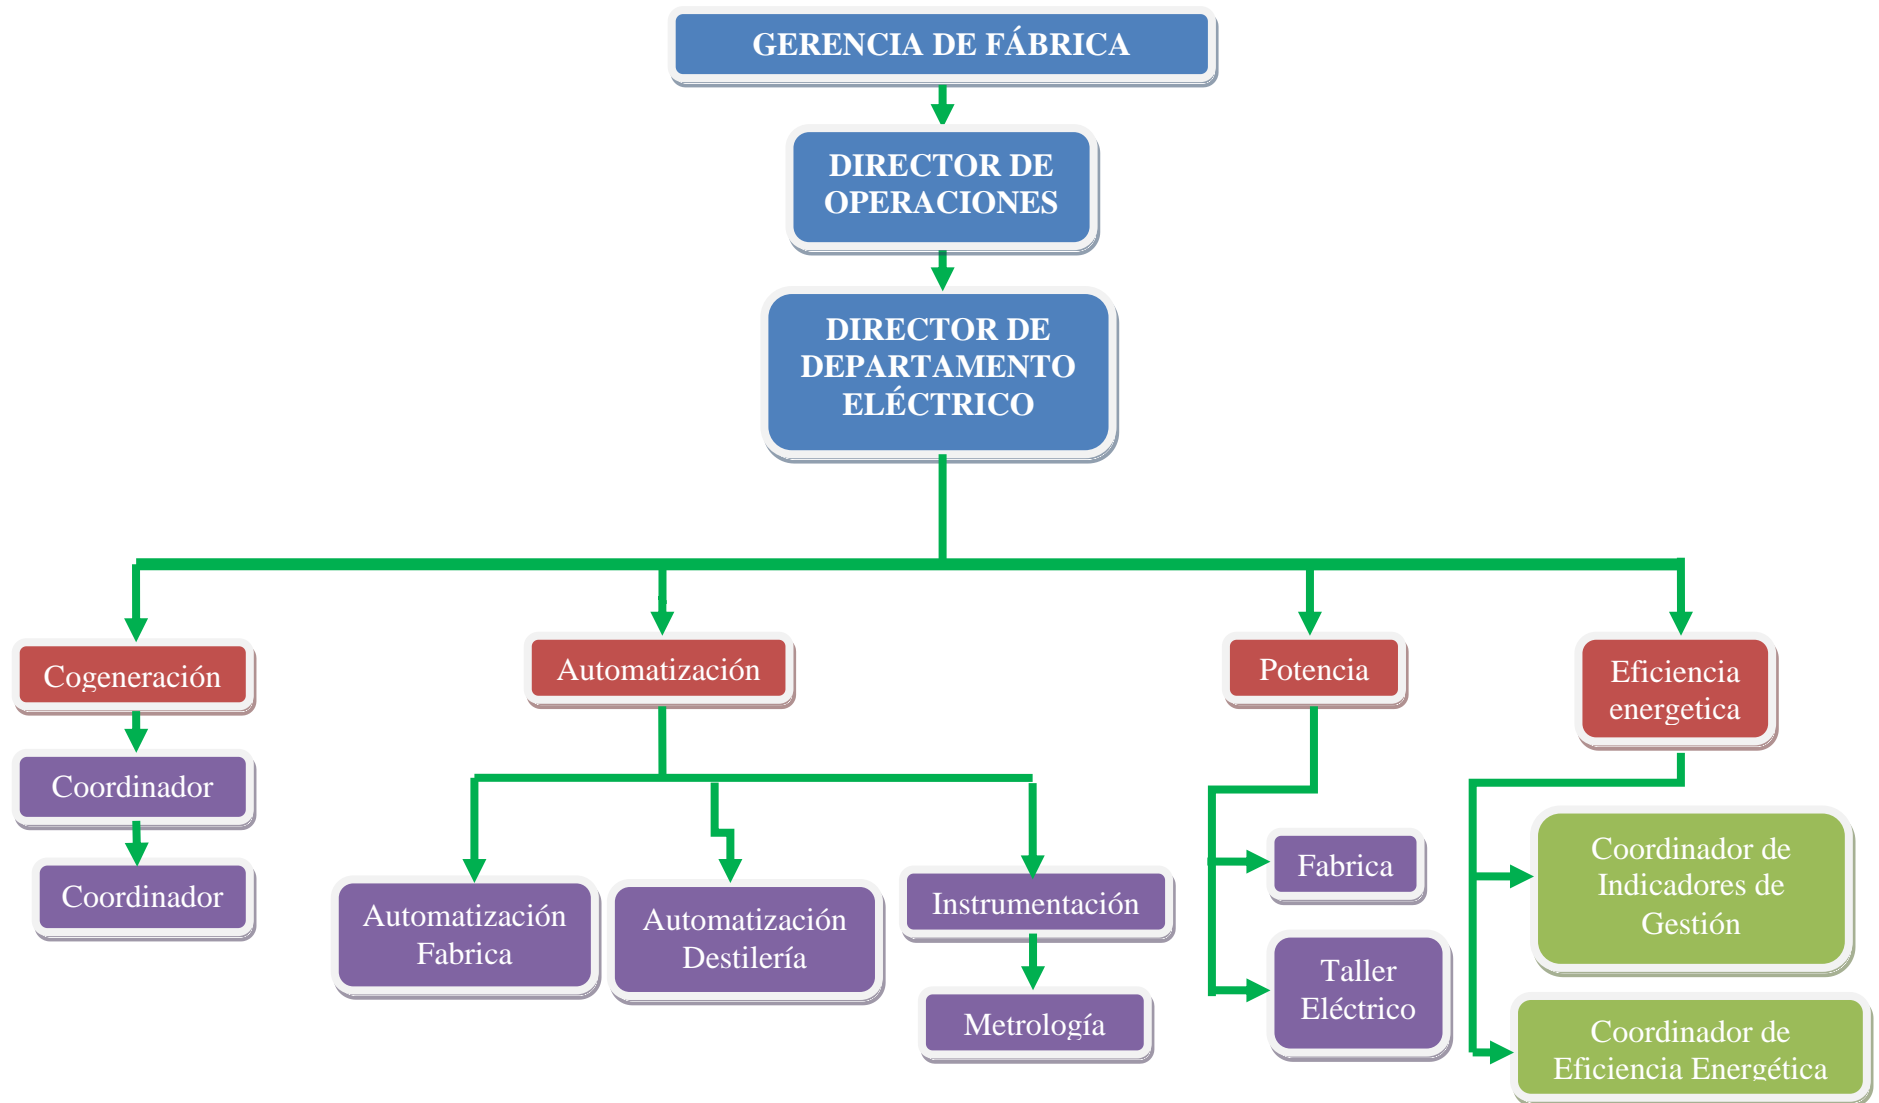 GERENCIA DE FÁBRICA
DIRECTOR DE
OPERACIONES
DIRECTOR DE
DEPARTAMENTO
ELÉCTRICO
Cogeneración
Automatización
Potencia
Eficiencia
energetica
Coordinador
Coordinador
Automatización
Fabrica
Automatización
Destilería
Instrumentación
Metrología
Fabrica
Taller
Eléctrico
Coordinador de
Indicadores de
Gestión
Coordinador de
Eficiencia Energética